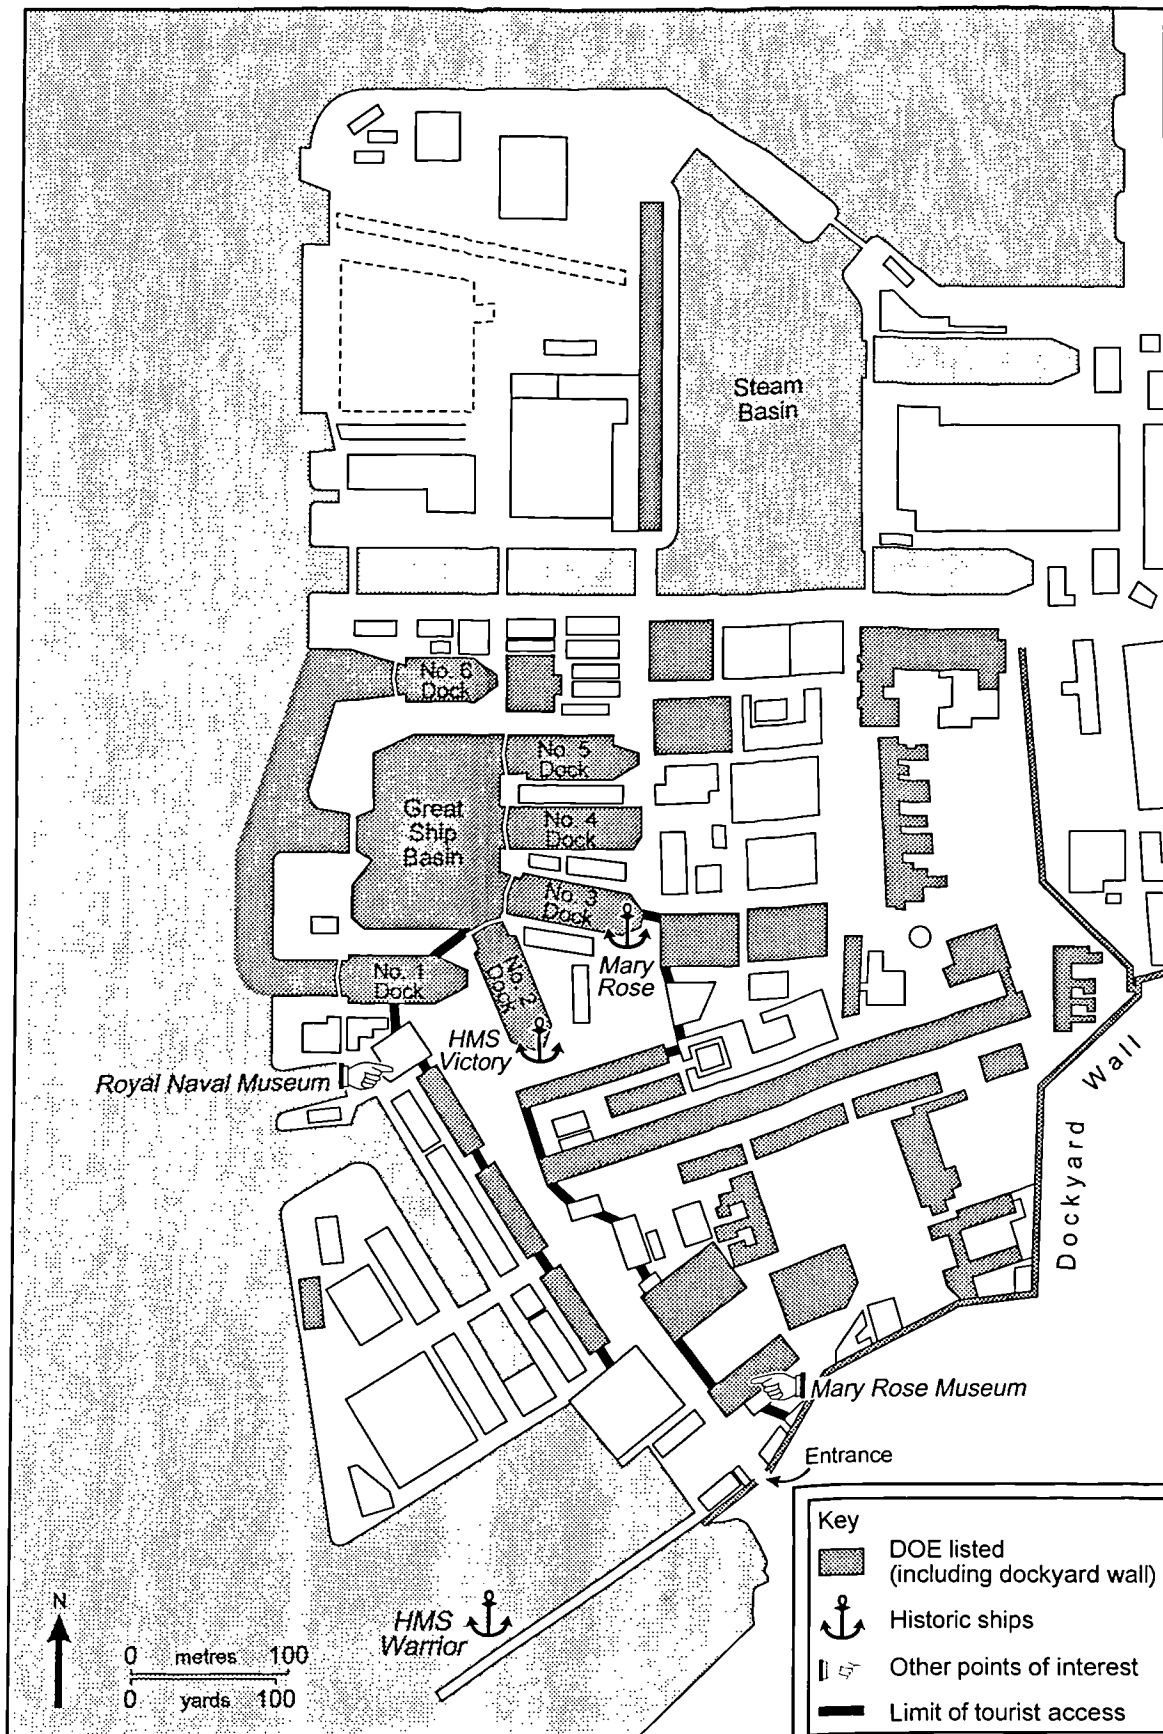 Steam
Basin
No. 6
Dock
No. 5
Dock
Great
Ship
Basin
No. 4
Dock
No. 3
Dock
Mary
Rose
No. 1
Dock
No. 2
Dock
HMS
Victory
Royal Naval Museum
Dockyard Wall
Mary Rose Museum
Entrance
HMS
Warrior
N
0 metres 100
0 yards 100
Key
DOE listed
(including dockyard wall)
Historic ships
Other points of interest
Limit of tourist access